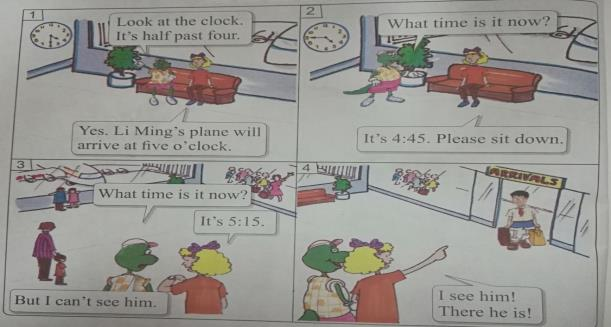 1
Look at the clock.
It's half past four.
Yes. Li Ming's plane will
arrive at five o'clock.
2
What time is it now?
It's 4:45. Please sit down.
3
What time is it now?
It's 5:15.
But I can't see him.
4
ARRIVALS
I see him!
There he is!